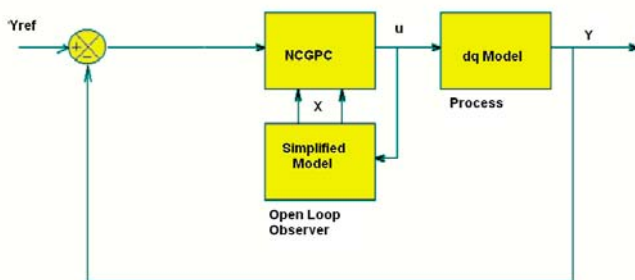 'Yref
+
−
NCGPC
u
dq Model
Y
Process
X
Simplified
Model
Open Loop
Observer